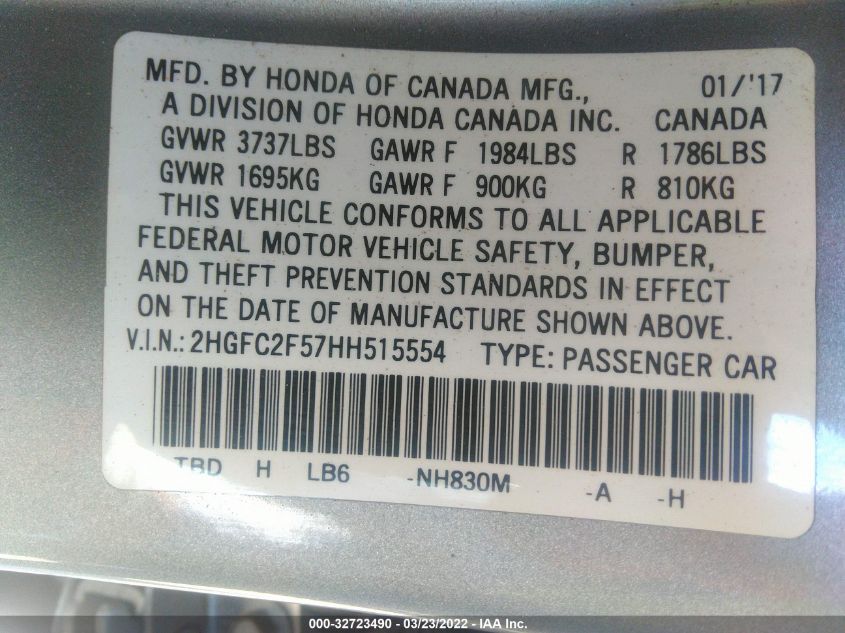 MFD. BY HONDA OF CANADA MFG., 01/'17
A DIVISION OF HONDA CANADA INC. CANADA
GVWR 3737LBS GAWR F 1984LBS R 1786LBS
GVWR 1695KG GAWR F 900KG R 810KG
THIS VEHICLE CONFORMS TO ALL APPLICABLE
FEDERAL MOTOR VEHICLE SAFETY, BUMPER,
AND THEFT PREVENTION STANDARDS IN EFFECT
ON THE DATE OF MANUFACTURE SHOWN ABOVE.
V.I.N.: 2HGFC2F57HH515554 TYPE: PASSENGER CAR
TBD H LB6 -NH830M -A -H
000-32723490 - 03/23/2022 - IAA Inc.